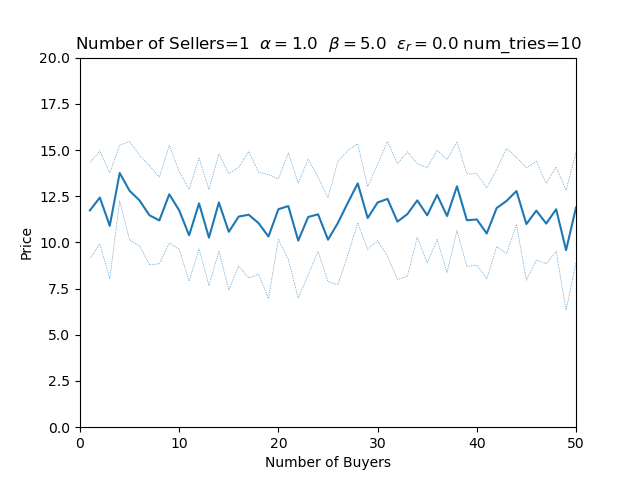 Number of Sellers=1 α = 1.0 β = 5.0 ε_r = 0.0 num_tries=10
20.0
17.5
15.0
12.5
10.0
7.5
5.0
2.5
0.0
Price
0 10 20 30 40 50
Number of Buyers